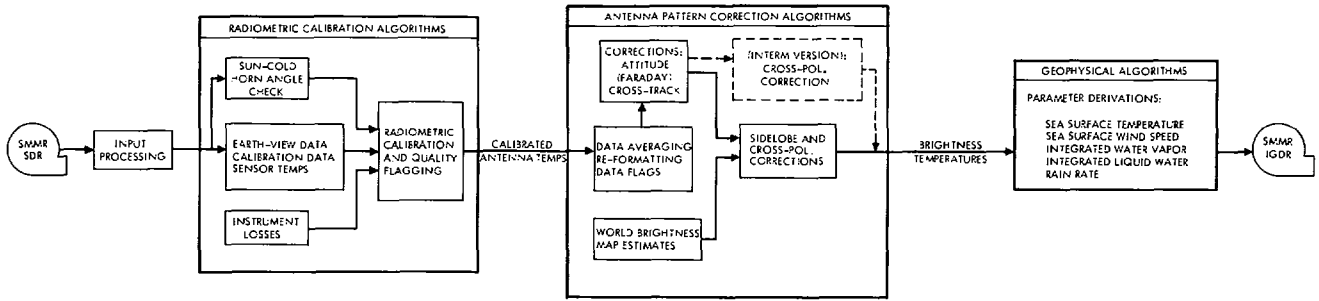 SMMR
SDR
INPUT
PROCESSING
RADIOMETRIC CALIBRATION ALGORITHMS
SUN-COLD
HORN ANGLE
CHECK
EARTH-VIEW DATA
CALIBRATION DATA
SENSOR TEMPS
INSTRUMENT
LOSSES
RADIOMETRIC
CALIBRATION
AND QUALITY
FLAGGING
CALIBRATED
ANTENNA TEMPS
ANTENNA PATTERN CORRECTION ALGORITHMS
CORRECTIONS:
ATTITUDE
(FARADAY)
CROSS-TRACK
(INTERM VERSION):
CROSS-POL.
CORRECTION
DATA AVERAGING
RE-FORMATTING
DATA FLAGS
SIDELOBE AND
CROSS-POL.
CORRECTIONS
WORLD BRIGHTNESS
MAP ESTIMATES
BRIGHTNESS
TEMPERATURES
GEOPHYSICAL ALGORITHMS
PARAMETER DERIVATIONS:
SEA SURFACE TEMPERATURE
SEA SURFACE WIND SPEED
INTEGRATED WATER VAPOR
INTEGRATED LIQUID WATER
RAIN RATE
SMMR
IGDR